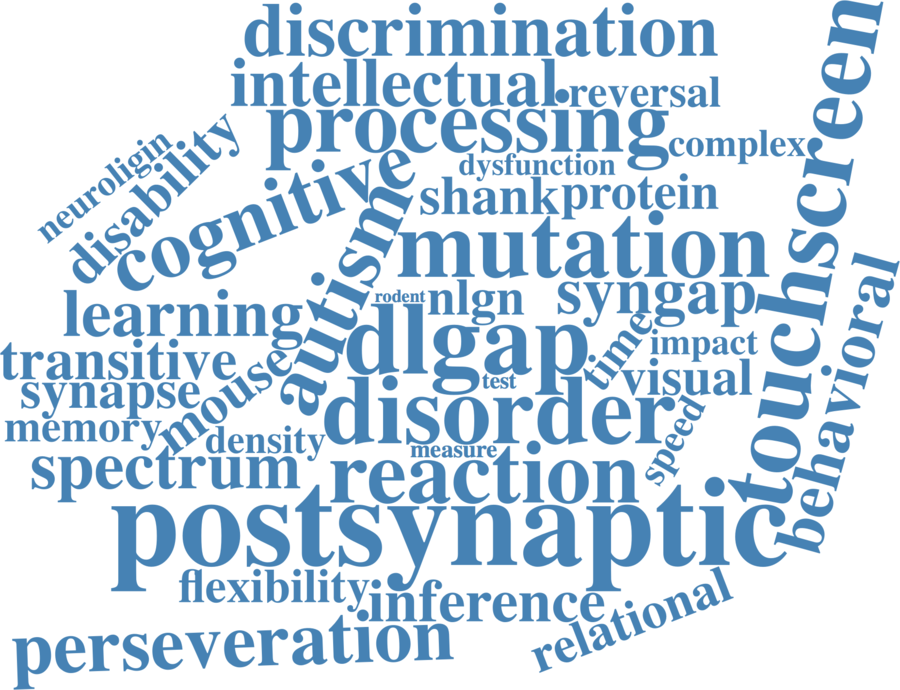 discrimination
intellectual
reversal
processing
complex
neuroligin
disability
dysfunction
cognitive
shank
protein
touchscreen
autisme
mutation
rodent
nlgn
syngap
learning
dlgap
time
impact
behavioral
transitive
mouse
test
visual
synapse
disorder
memory
density
measure
speed
spectrum
reaction
postsynaptic
flexibility
inference
relational
perseveration